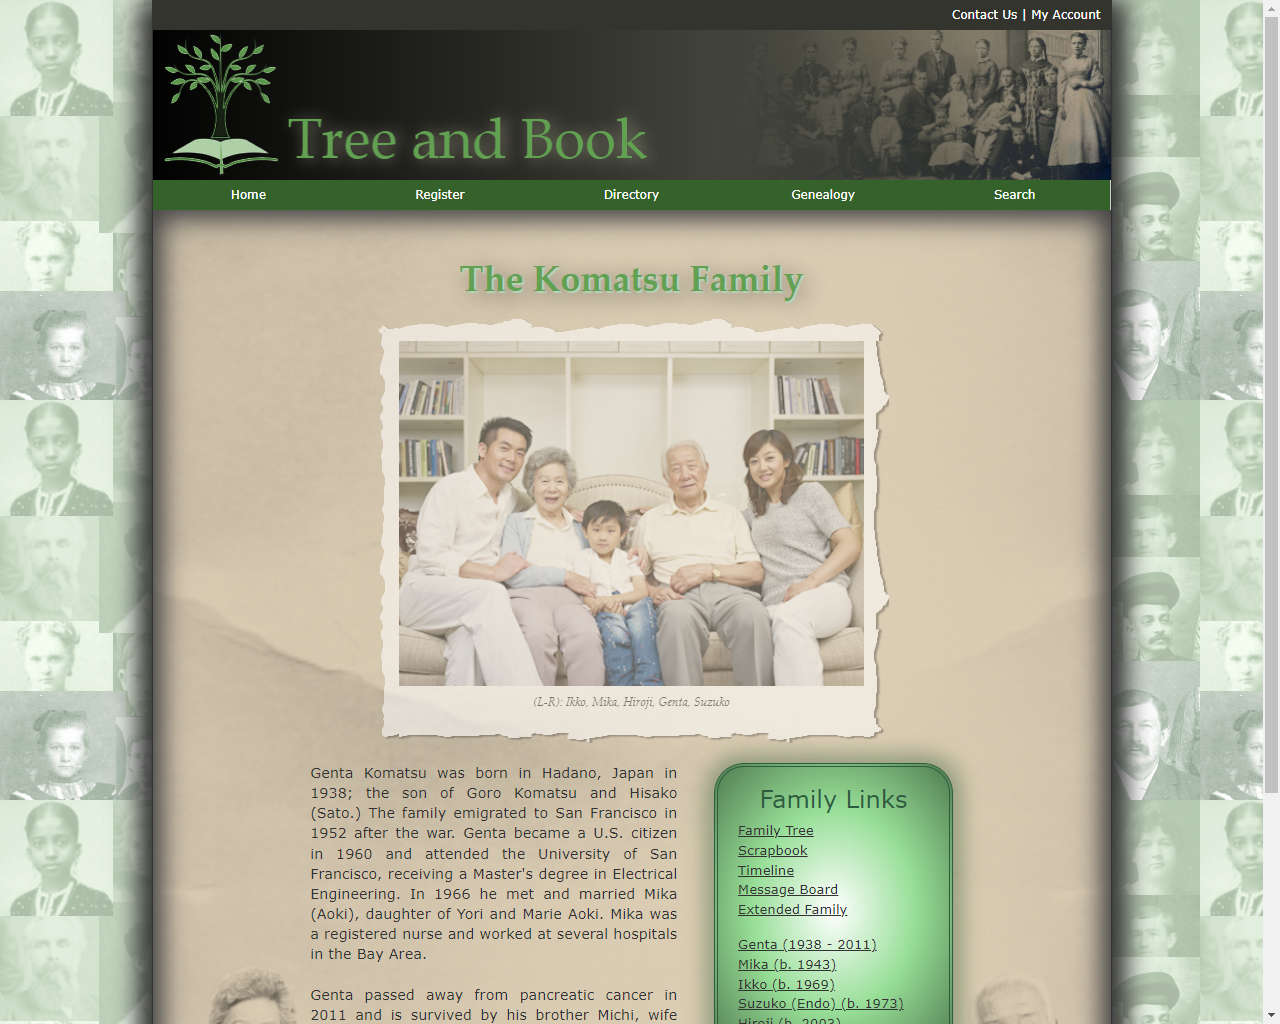 Contact Us | My Account
Tree and Book
Home Register Directory Genealogy Search
The Komatsu Family
(L-R): Ikko, Mika, Hiroji, Genta, Suzuko
Genta Komatsu was born in Hadano, Japan in
1938; the son of Goro Komatsu and Hisako
(Sato.) The family emigrated to San Francisco in
1952 after the war. Genta became a U.S. citizen
in 1960 and attended the University of San
Francisco, receiving a Master's degree in Electrical
Engineering. In 1966 he met and married Mika
(Aoki), daughter of Yori and Marie Aoki. Mika was
a registered nurse and worked at several hospitals
in the Bay Area.
Genta passed away from pancreatic cancer in
2011 and is survived by his brother Michi, wife
Family Links
Family Tree
Scrapbook
Timeline
Message Board
Extended Family
Genta (1938 - 2011)
Mika (b. 1943)
Ikko (b. 1969)
Suzuko (Endo) (b. 1973)
Hiroji (b. 2003)